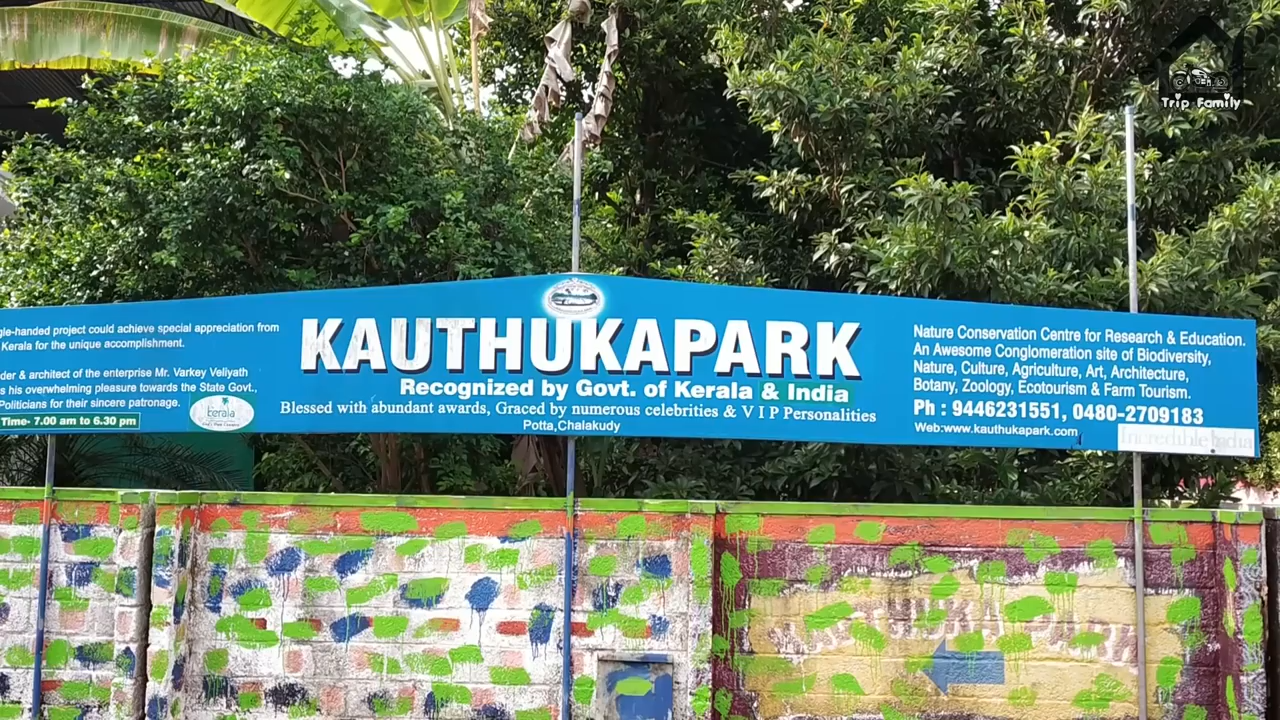 Trip Family
gle-handed project could achieve special appreciation from
Kerala for the unique accomplishment.
der & architect of the enterprise Mr. Varkey Veliyath
s his overwhelming pleasure towards the State Govt.,
Politicians for their sincere patronage.
Time- 7.00 am to 6.30 pm
kerala
KAUTHUKAPARK
Recognized by Govt. of Kerala & India
Blessed with abundant awards, Graced by numerous celebrities & V I P Personalities
Potta,Chalakudy
Nature Conservation Centre for Research & Education.
An Awesome Conglomeration site of Biodiversity,
Nature, Culture, Agriculture, Art, Architecture,
Botany, Zoology, Ecotourism & Farm Tourism.
Ph : 9446231551, 0480-2709183
Web:www.kauthukapark.com
Incredible India
KAUTHUKA PARK